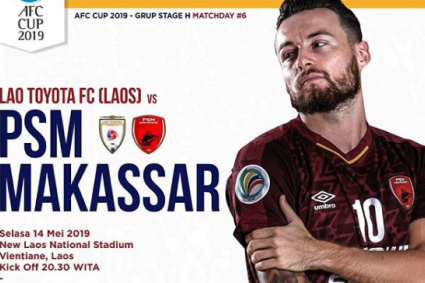 AFC
CUP
2019
AFC CUP 2019 - GRUP STAGE H MATCHDAY #6
LAO TOYOTA FC (LAOS) VS
PSM
MAKASSAR
Selasa 14 Mei 2019
New Laos National Stadium
Vientiane, Laos
Kick Off 20.30 WITA
umbro
PSM
10